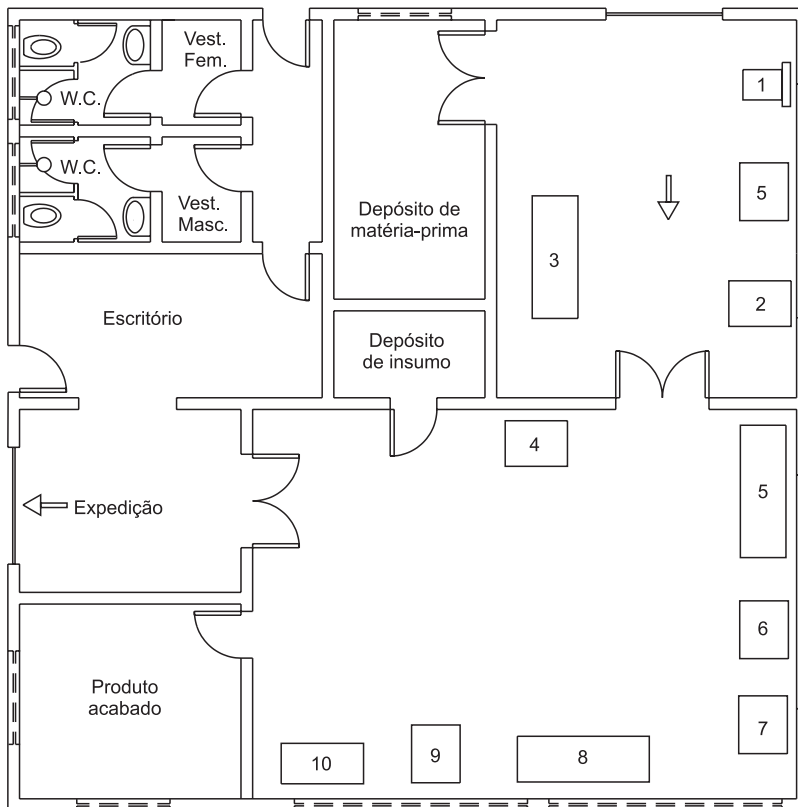 Vest.
Fem.
W.C.
1
W.C.
Vest.
Masc.
Depósito de
matéria-prima
5
3
2
Escritório
Depósito
de insumo
4
5
Expedição
6
Produto
acabado
7
10
9
8